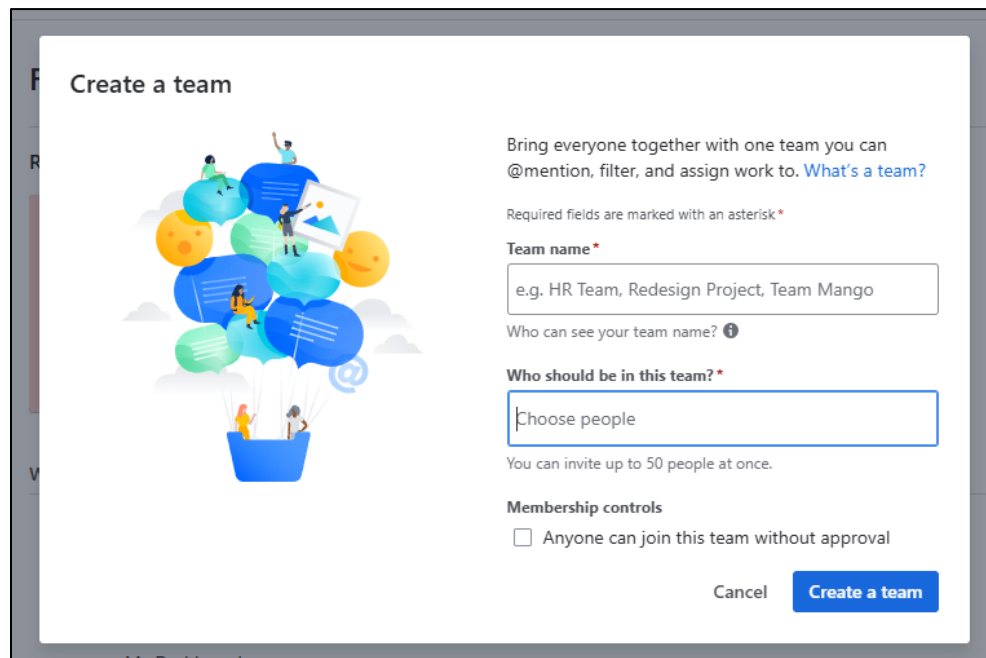 Create a team
Bring everyone together with one team you can
@mention, filter, and assign work to. What's a team?
Required fields are marked with an asterisk *
Team name*
e.g. HR Team, Redesign Project, Team Mango
Who can see your team name?
Who should be in this team?*
Choose people
You can invite up to 50 people at once.
Membership controls
Anyone can join this team without approval
Cancel
Create a team